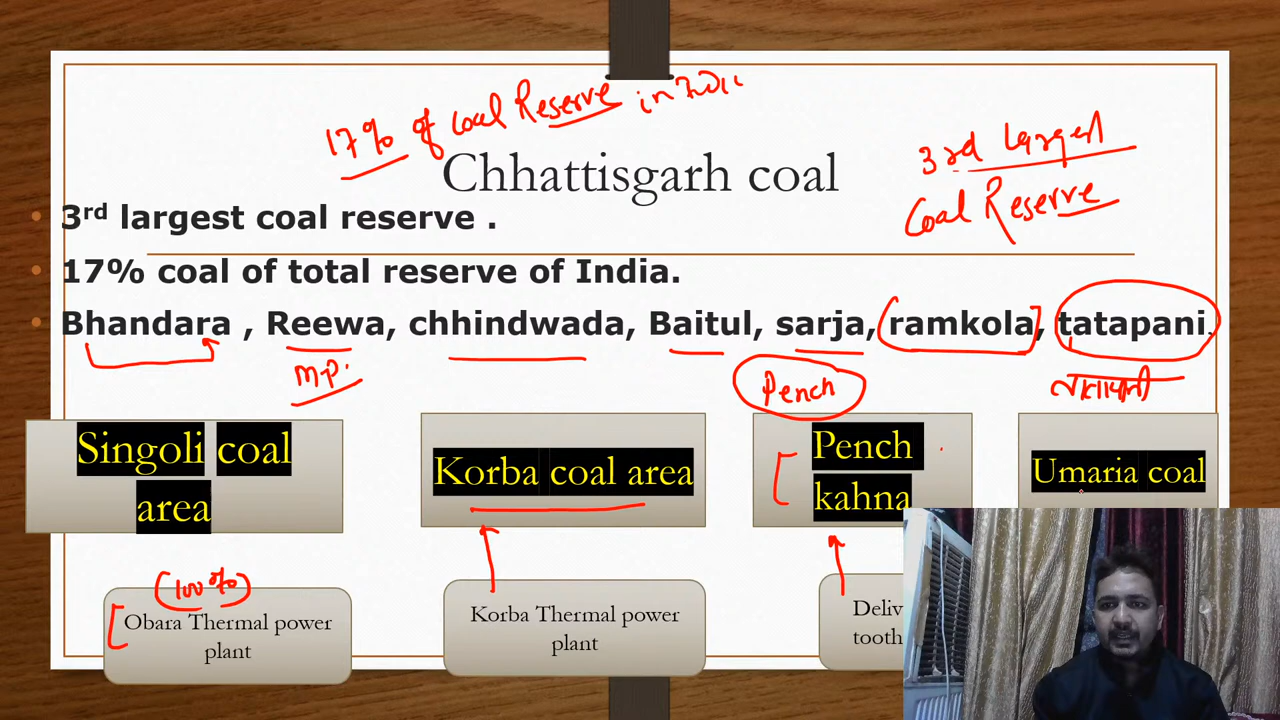 17% of Coal Reserve in India
Chhattisgarh coal
3rd Largest
Coal Reserve
• 3rd largest coal reserve .
• 17% coal of total reserve of India.
• Bhandara , Reewa, chhindwada, Baitul, sarja, ramkola, tatapani.
M.P.
Pench
तातापानी
Singoli coal
area
Korba coal area
Pench
kahna
Umaria coal
(100%)
Obara Thermal power
plant
Korba Thermal power
plant
Deliv
tooth